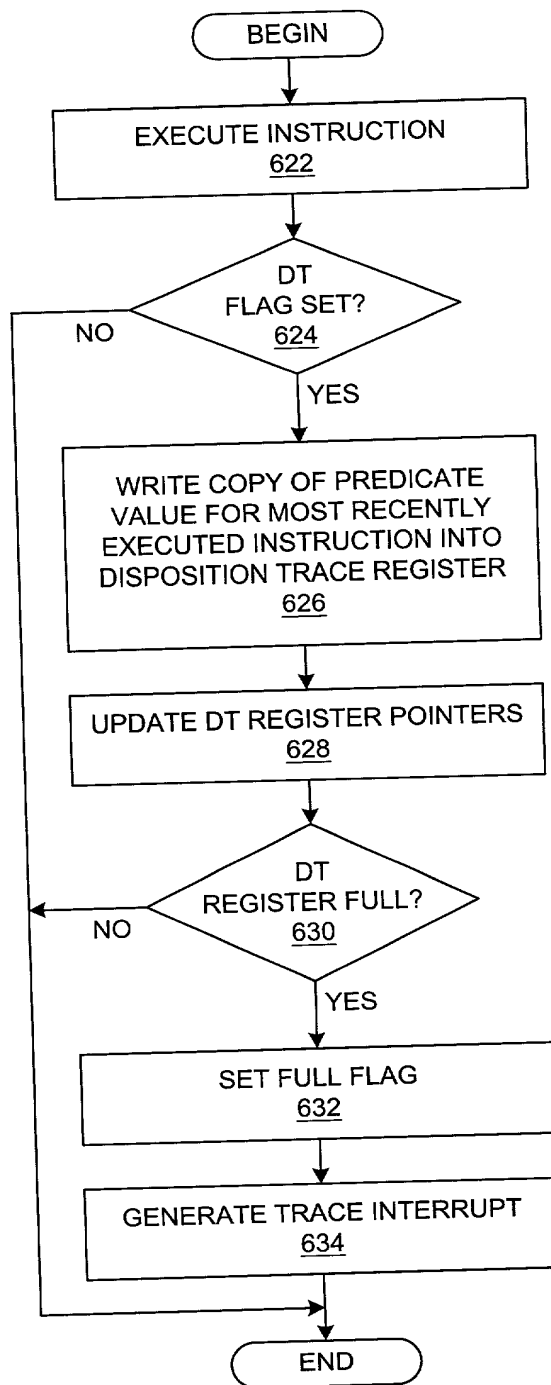 BEGIN
EXECUTE INSTRUCTION
622
DT
FLAG SET?
624
NO
YES
WRITE COPY OF PREDICATE
VALUE FOR MOST RECENTLY
EXECUTED INSTRUCTION INTO
DISPOSITION TRACE REGISTER
626
UPDATE DT REGISTER POINTERS
628
DT
REGISTER FULL?
630
NO
YES
SET FULL FLAG
632
GENERATE TRACE INTERRUPT
634
END